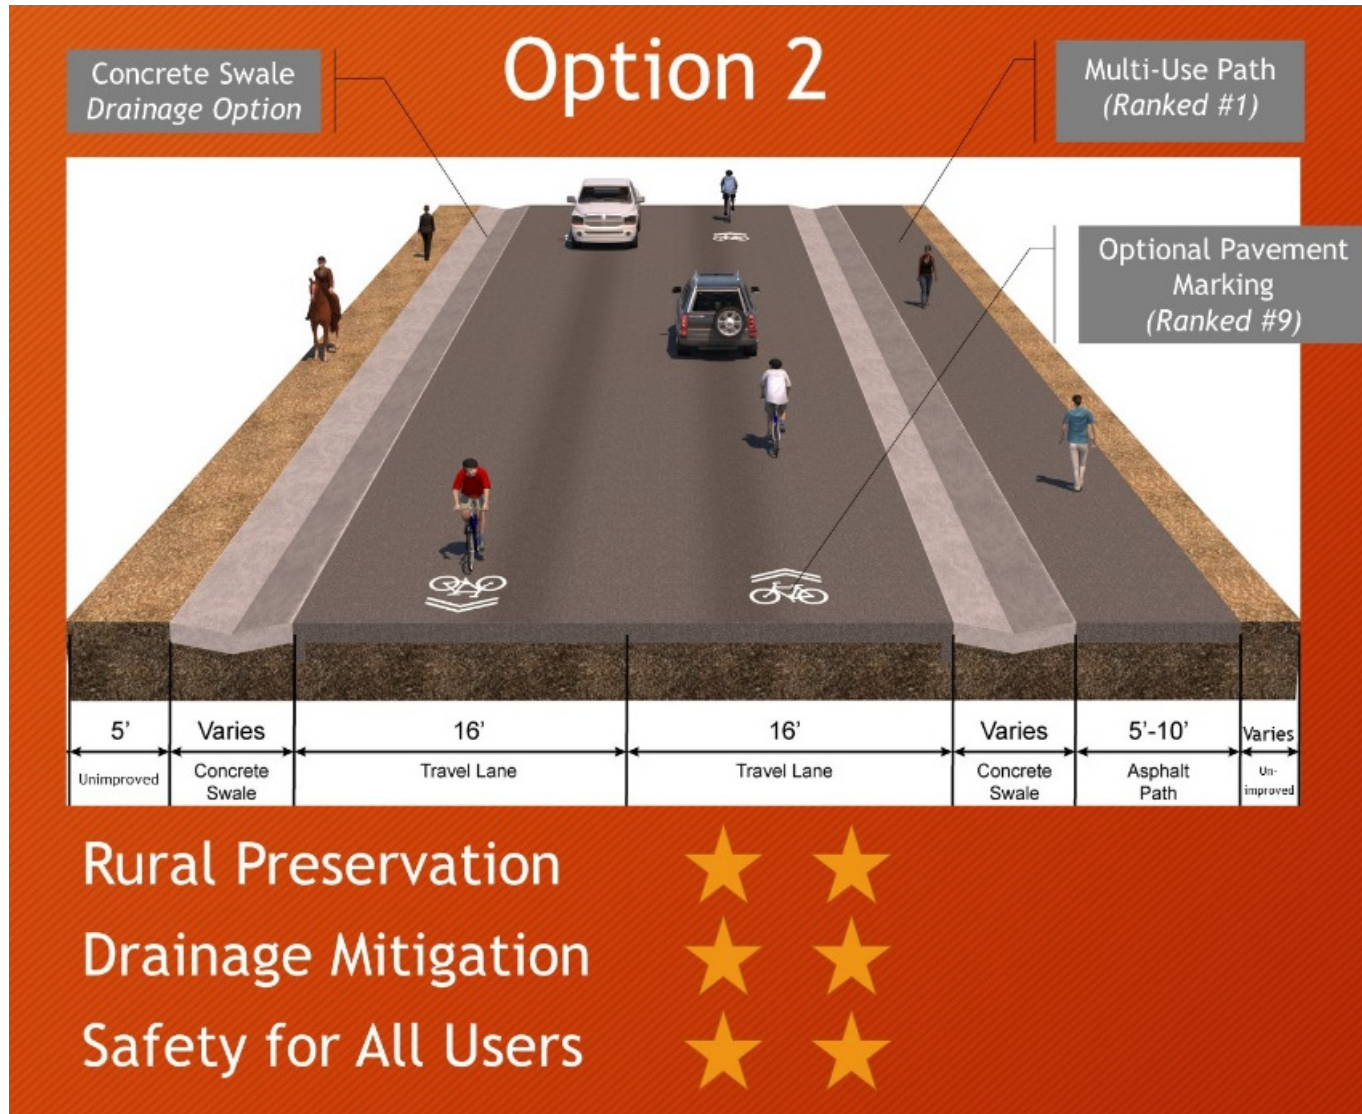 Option 2
Concrete Swale
Drainage Option
Multi-Use Path
(Ranked #1)
Optional Pavement
Marking
(Ranked #9)
5'
Unimproved
Varies
Concrete
Swale
16'
Travel Lane
16'
Travel Lane
Varies
Concrete
Swale
5'-10'
Asphalt
Path
Varies
Un-
improved
Rural Preservation
Drainage Mitigation
Safety for All Users